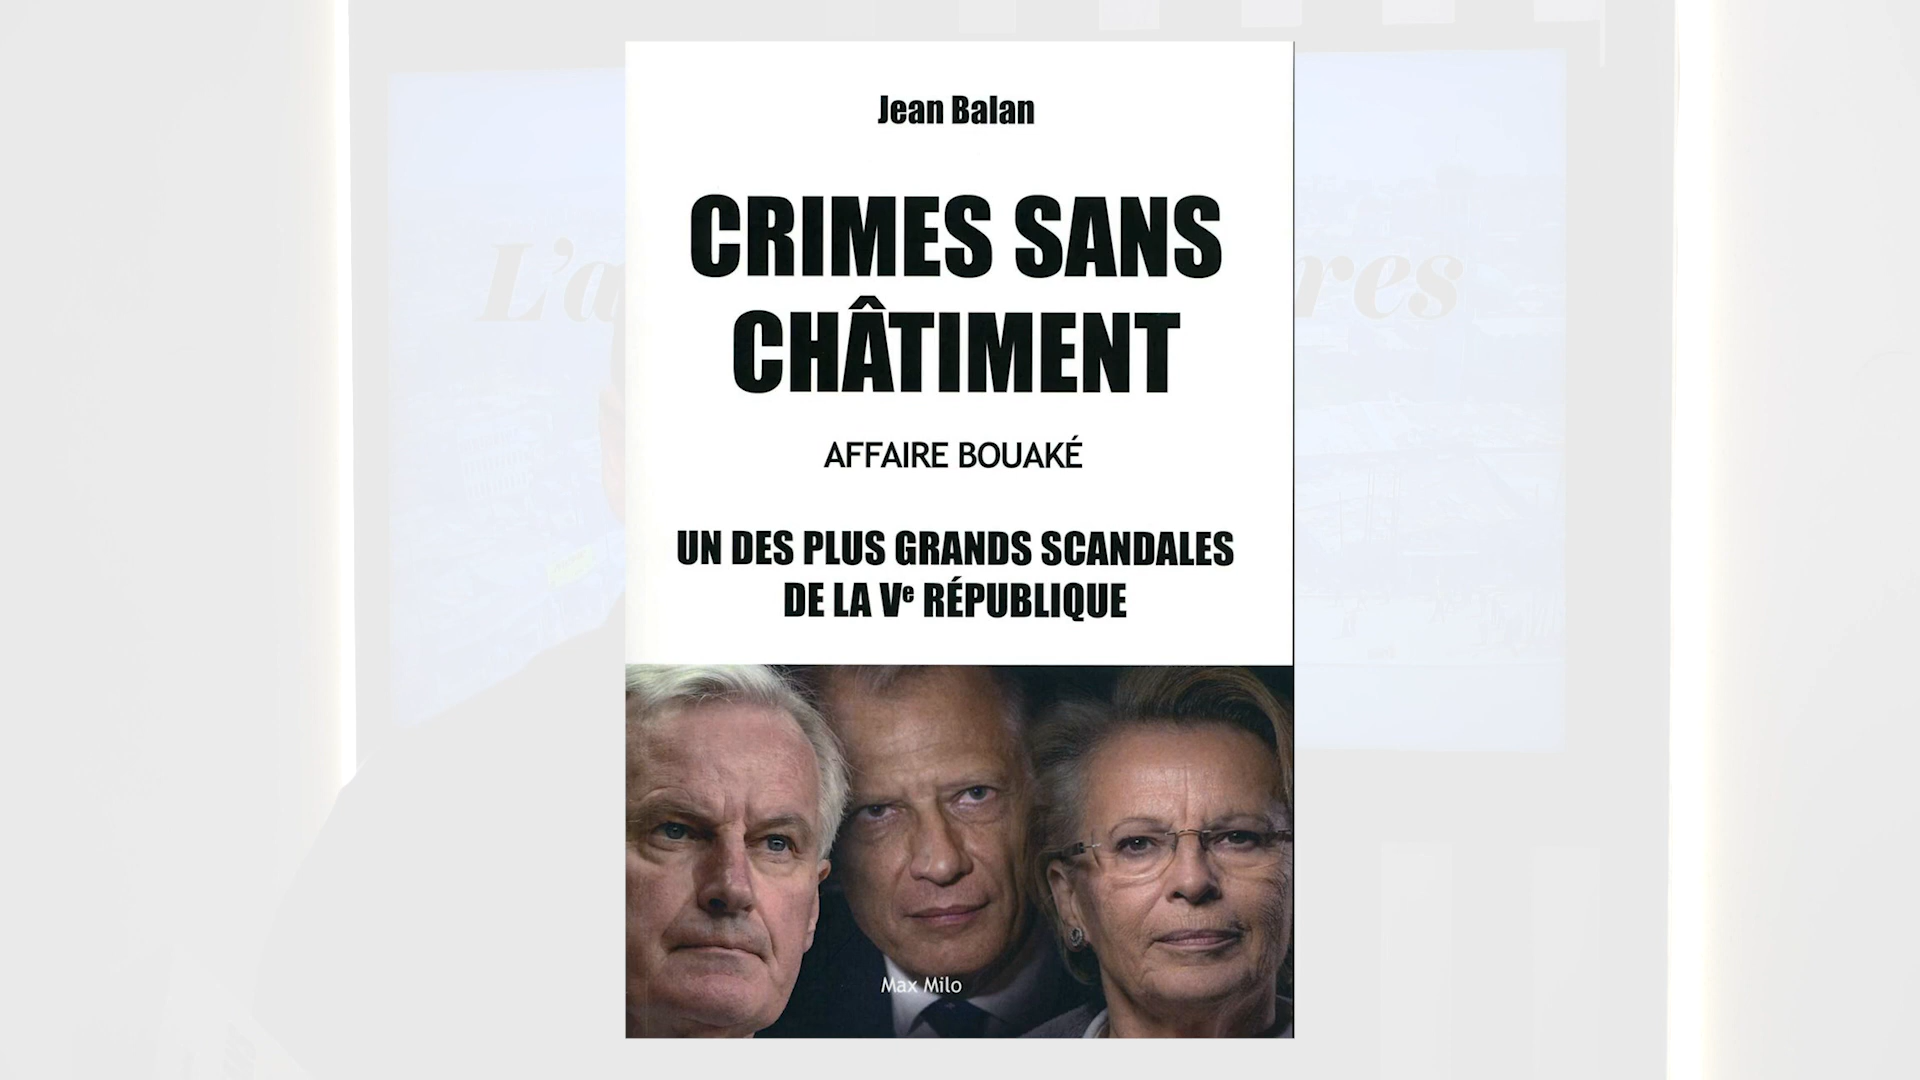 Jean Balan
CRIMES SANS
CHÂTIMENT
AFFAIRE BOUAKÉ
UN DES PLUS GRANDS SCANDALES
DE LA Vᵉ RÉPUBLIQUE
Max Milo